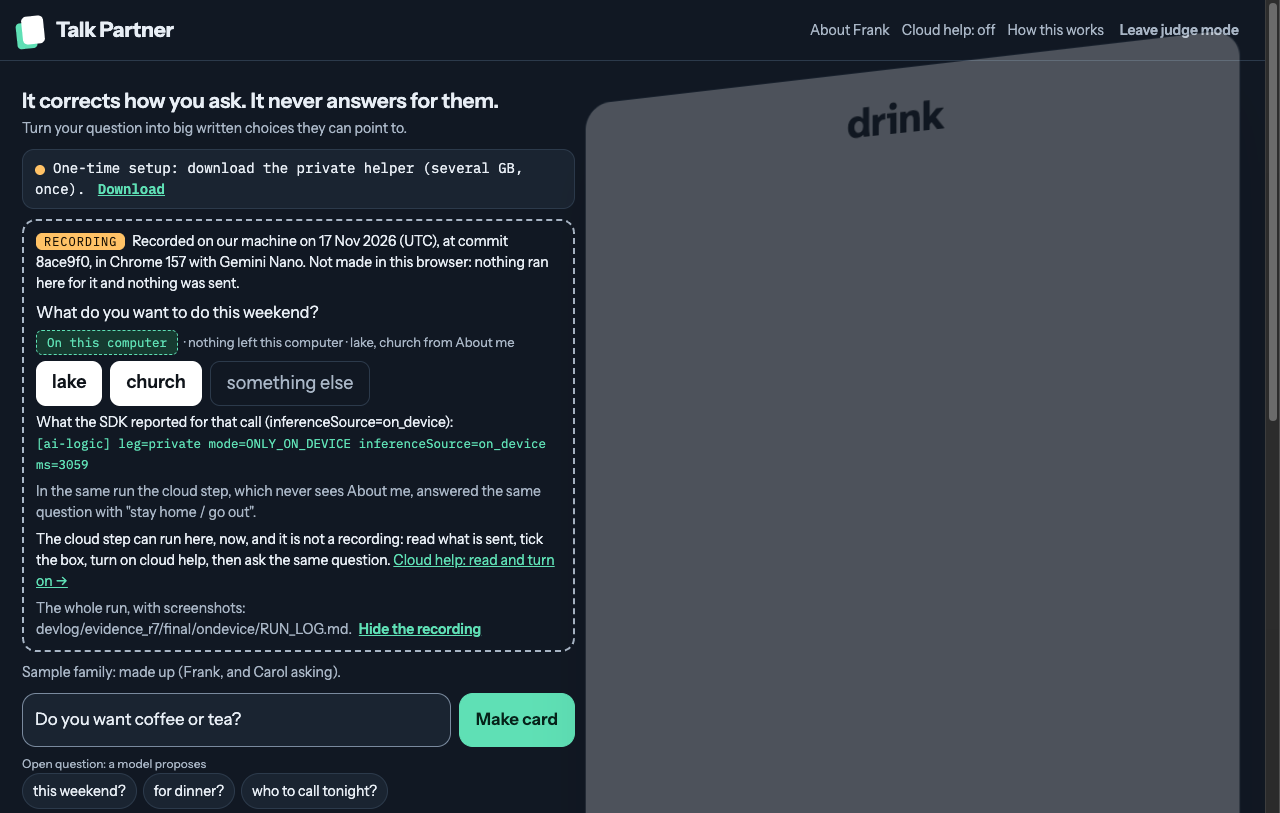 Talk Partner
About Frank
Cloud help: off
How this works
Leave judge mode
It corrects how you ask. It never answers for them.
Turn your question into big written choices they can point to.
One-time setup: download the private helper (several GB,
once). Download
RECORDING Recorded on our machine on 17 Nov 2026 (UTC), at commit
8ace9f0, in Chrome 157 with Gemini Nano. Not made in this browser: nothing ran
here for it and nothing was sent.
What do you want to do this weekend?
On this computer · nothing left this computer · lake, church from About me
lake
church
something else
What the SDK reported for that call (inferenceSource=on_device):
[ai-logic] leg=private mode=ONLY_ON_DEVICE inferenceSource=on_device
ms=3059
In the same run the cloud step, which never sees About me, answered the same
question with "stay home / go out".
The cloud step can run here, now, and it is not a recording: read what is sent, tick
the box, turn on cloud help, then ask the same question. Cloud help: read and turn
on →
The whole run, with screenshots:
devlog/evidence_r7/final/ondevice/RUN_LOG.md. Hide the recording
Sample family: made up (Frank, and Carol asking).
Do you want coffee or tea?
Make card
Open question: a model proposes
this weekend?
for dinner?
who to call tonight?
drink